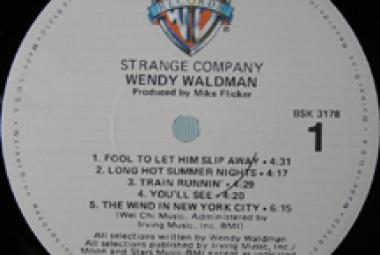 RECORDS
STRANGE COMPANY
WENDY WALDMAN
Produced by Mike Flicker
BSK 3178
1
1. FOOL TO LET HIM SLIP AWAY • 4:31
2. LONG HOT SUMMER NIGHTS • 4:17
3. TRAIN RUNNIN' • 4:29
4. YOU'LL SEE • 4:20
5. THE WIND IN NEW YORK CITY • 6:15
(Wei Chi Music, Administered by
Irving Music, Inc. BMI)
All selections written by Wendy Waldman
All selections published by Irving Music, Inc./
Moon and Stars Music-BMI except as indicated